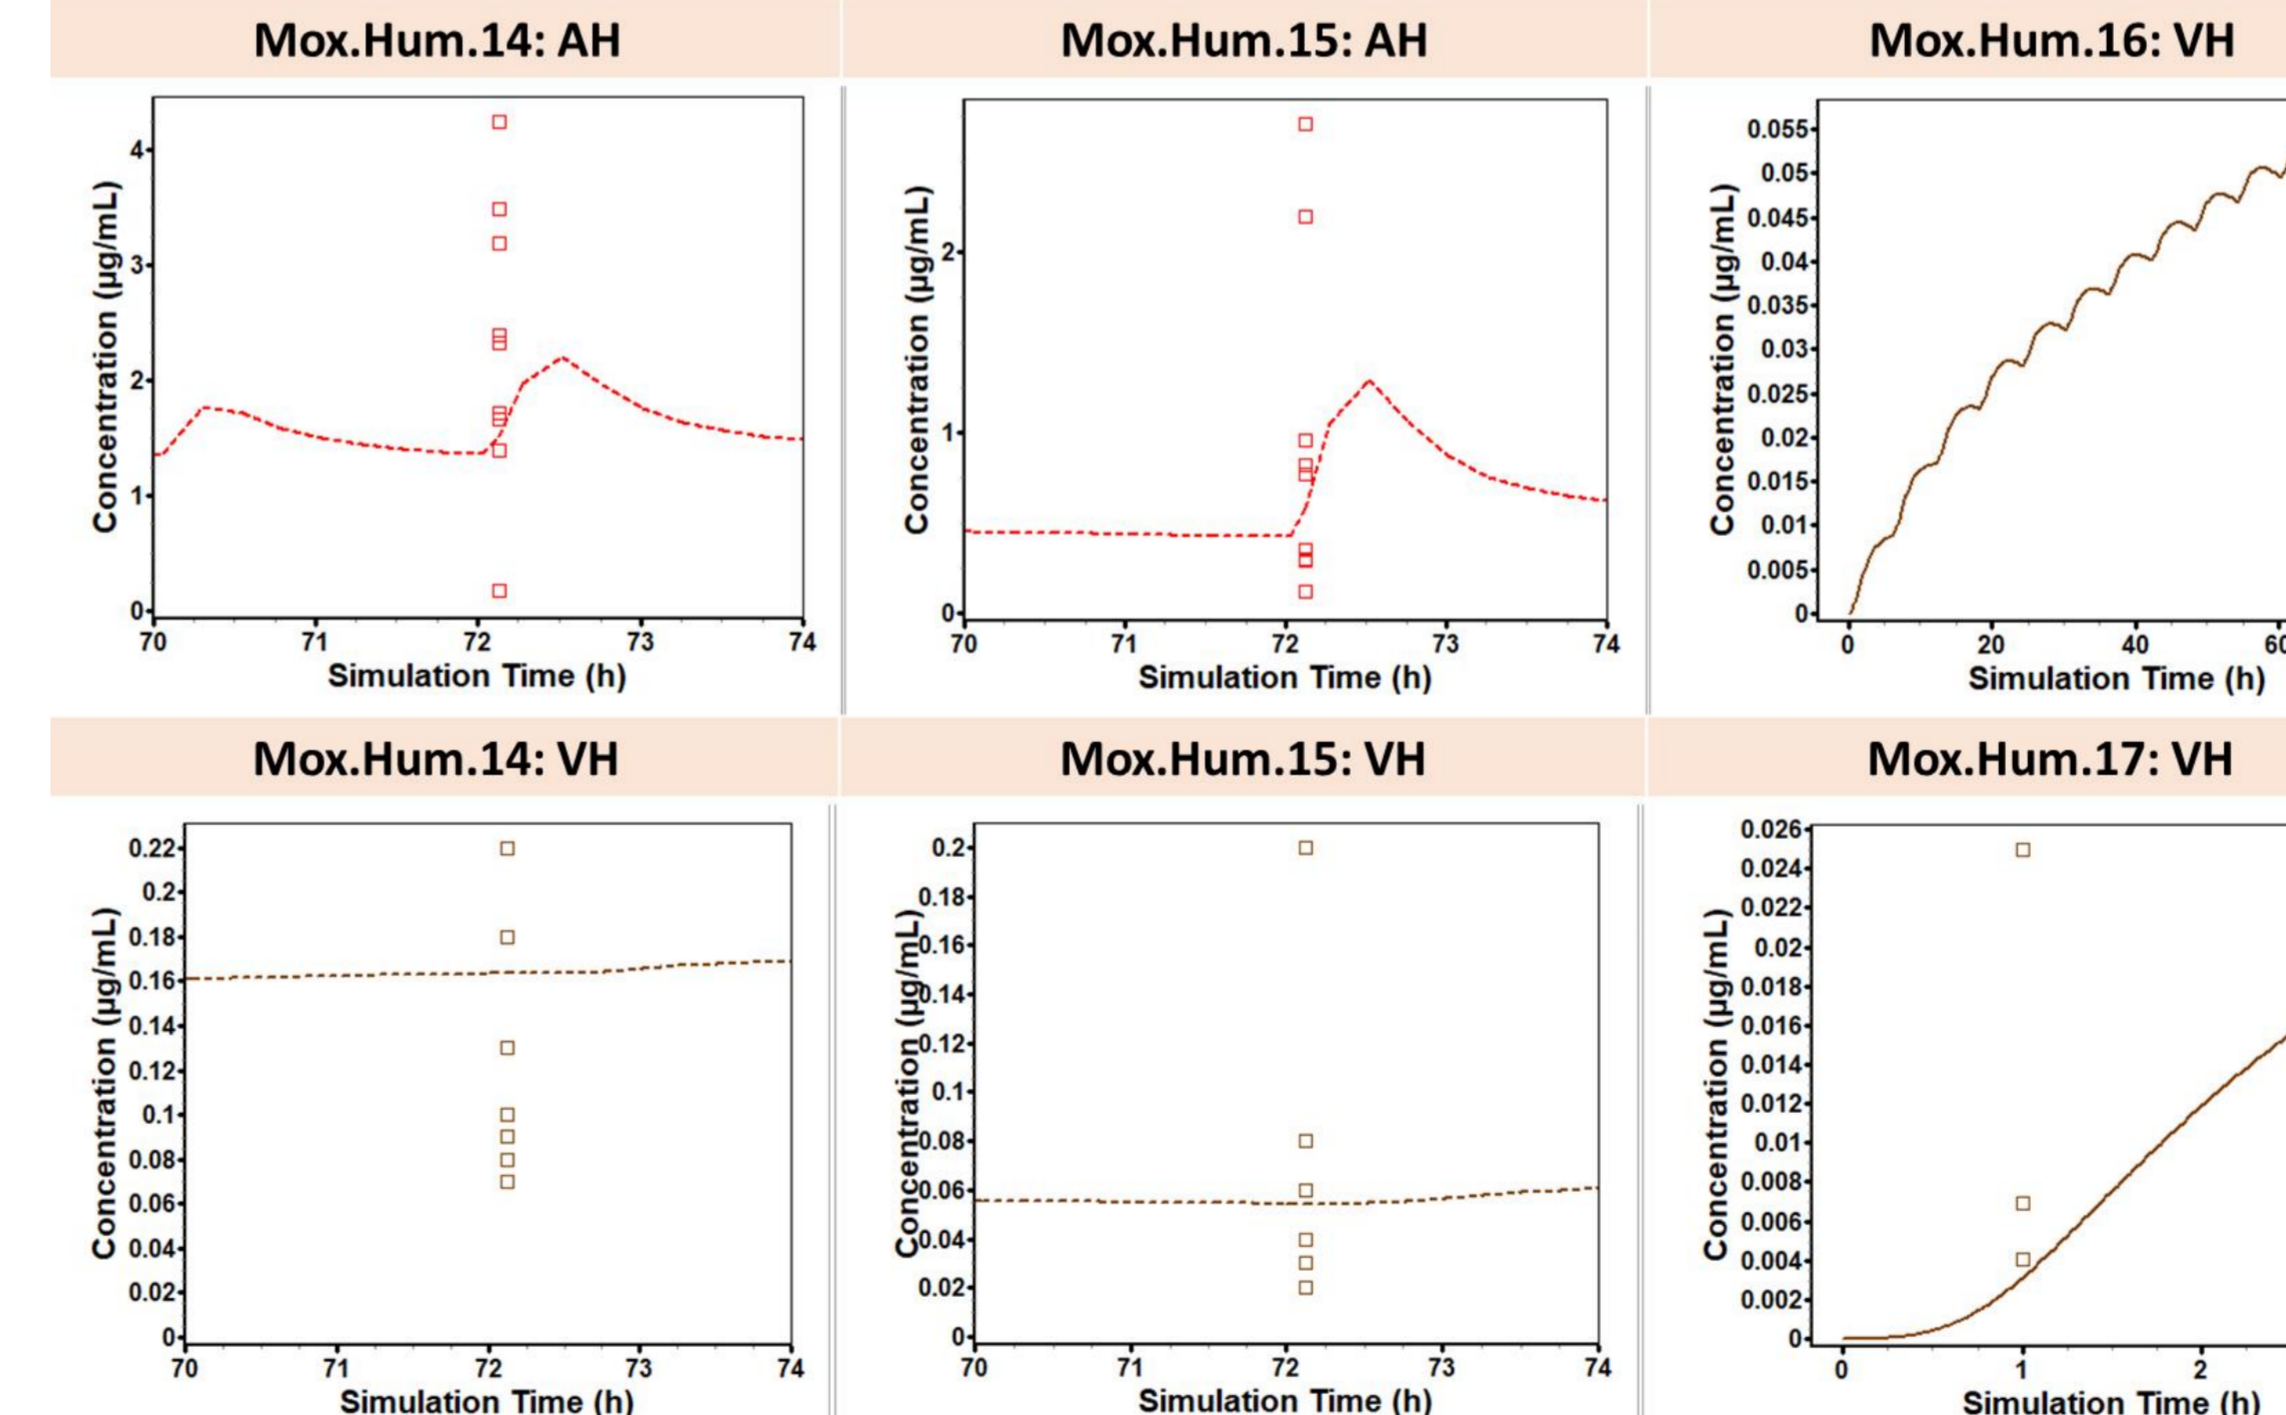 Mox.Hum.14: AH
Mox.Hum.15: AH
Mox.Hum.16: VH
Concentration (µg/mL)
4
3
2
1
0
70 71 72 73 74
Simulation Time (h)
Concentration (µg/mL)
2
1
0
70 71 72 73 74
Simulation Time (h)
Concentration (µg/mL)
0.055
0.05
0.045
0.04
0.035
0.03
0.025
0.02
0.015
0.01
0.005
0
0 20 40 60
Simulation Time (h)
Mox.Hum.14: VH
Mox.Hum.15: VH
Mox.Hum.17: VH
Concentration (µg/mL)
0.22
0.2
0.18
0.16
0.14
0.12
0.1
0.08
0.06
0.04
0.02
0
70 71 72 73 74
Simulation Time (h)
Concentration (µg/mL)
0.2
0.18
0.16
0.14
0.12
0.1
0.08
0.06
0.04
0.02
0
70 71 72 73 74
Simulation Time (h)
Concentration (µg/mL)
0.026
0.024
0.022
0.02
0.018
0.016
0.014
0.012
0.01
0.008
0.006
0.004
0.002
0
0 1 2
Simulation Time (h)